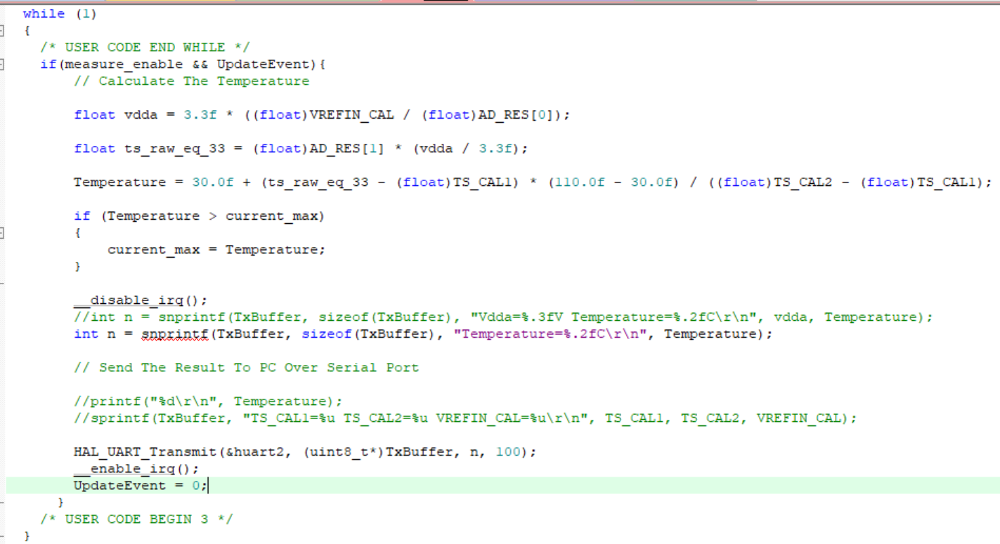 while (1)
{
/* USER CODE END WHILE */
if(measure_enable && UpdateEvent){
// Calculate The Temperature
float vdda = 3.3f * ((float)VREFIN_CAL / (float)AD_RES[0]);
float ts_raw_eq_33 = (float)AD_RES[1] * (vdda / 3.3f);
Temperature = 30.0f + (ts_raw_eq_33 - (float)TS_CAL1) * (110.0f - 30.0f) / ((float)TS_CAL2 - (float)TS_CAL1);
if (Temperature > current_max)
{
current_max = Temperature;
}
__disable_irq();
//int n = snprintf(TxBuffer, sizeof(TxBuffer), "Vdda=%.3fV Temperature=%.2fC\r\n", vdda, Temperature);
int n = snprintf(TxBuffer, sizeof(TxBuffer), "Temperature=%.2fC\r\n", Temperature);
// Send The Result To PC Over Serial Port
//printf("%d\r\n", Temperature);
//sprintf(TxBuffer, "TS_CAL1=%u TS_CAL2=%u VREFIN_CAL=%u\r\n", TS_CAL1, TS_CAL2, VREFIN_CAL);
HAL_UART_Transmit(&huart2, (uint8_t*)TxBuffer, n, 100);
__enable_irq();
UpdateEvent = 0;
}
/* USER CODE BEGIN 3 */
}